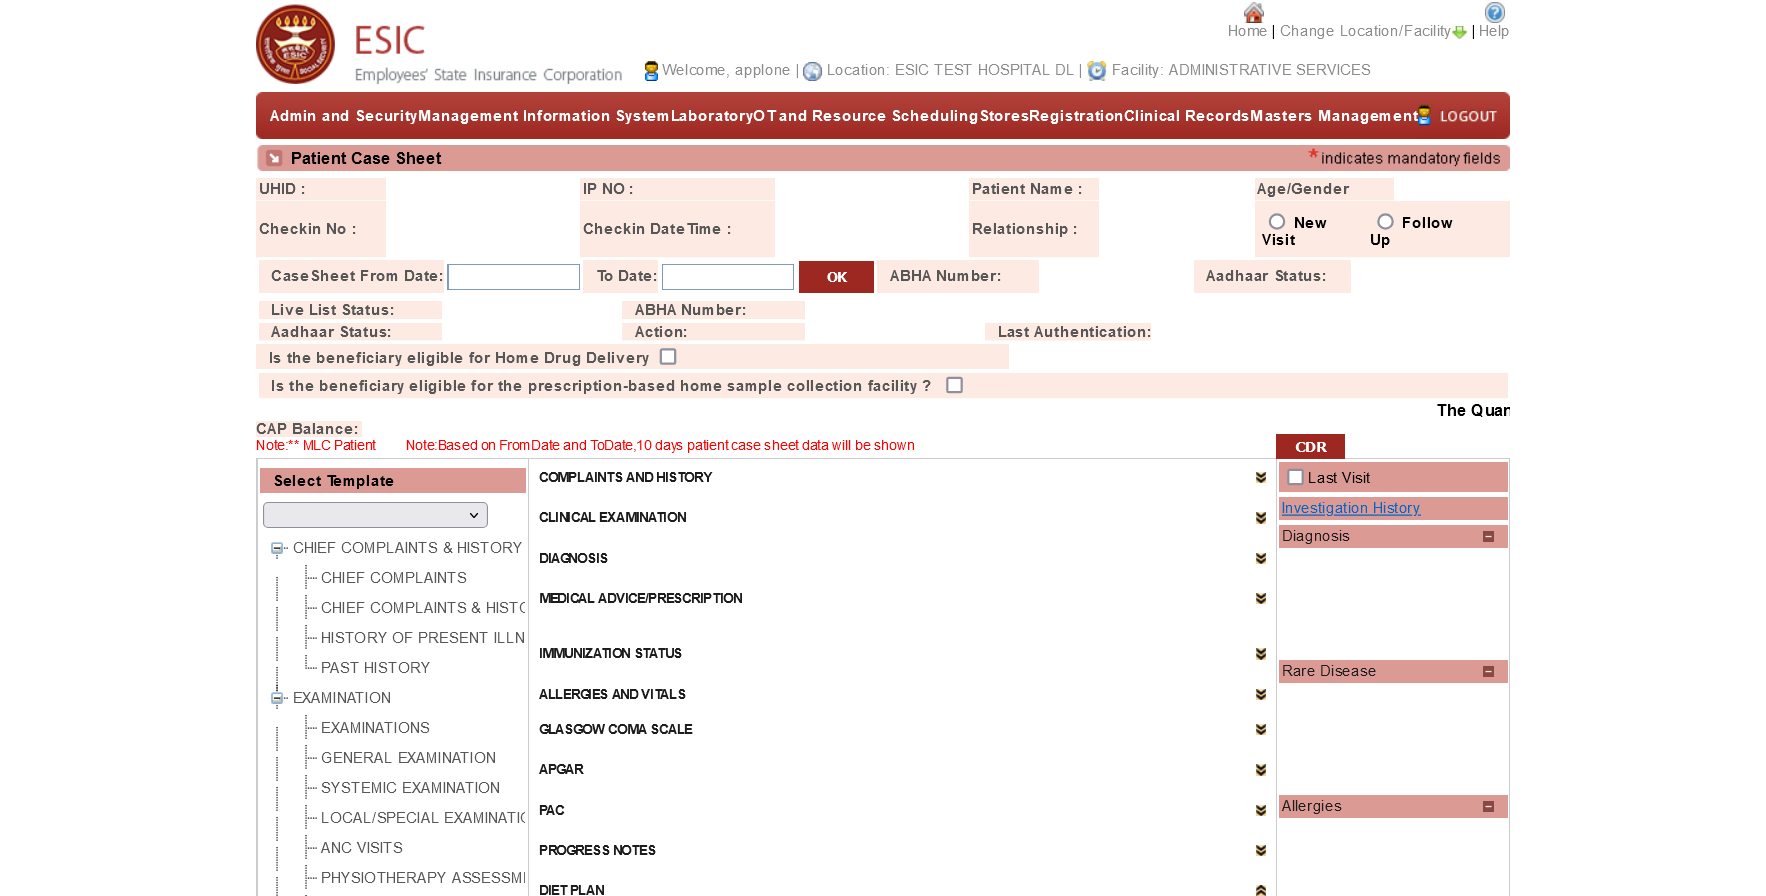 ESIC
Employees' State Insurance Corporation
Home | Change Location/Facility | Help
Welcome, applone | Location: ESIC TEST HOSPITAL DL | Facility: ADMINISTRATIVE SERVICES
Admin and Security Management Information System Laboratory OT and Resource Scheduling Stores Registration Clinical Records Masters Management LOGOUT
Patient Case Sheet
*indicates mandatory fields
UHID : IP NO : Patient Name : Age/Gender
Checkin No : Checkin DateTime : Relationship : New Visit Follow Up
CaseSheet From Date: To Date: OK ABHA Number: Aadhaar Status:
Live List Status: ABHA Number:
Aadhaar Status: Action: Last Authentication:
Is the beneficiary eligible for Home Drug Delivery
Is the beneficiary eligible for the prescription-based home sample collection facility ?
The Quan
CAP Balance:
Note:** MLC Patient Note:Based on FromDate and ToDate,10 days patient case sheet data will be shown
CDR
Select Template
CHIEF COMPLAINTS & HISTORY
CHIEF COMPLAINTS
CHIEF COMPLAINTS & HISTO
HISTORY OF PRESENT ILLN
PAST HISTORY
EXAMINATION
EXAMINATIONS
GENERAL EXAMINATION
SYSTEMIC EXAMINATION
LOCAL/SPECIAL EXAMINATIO
ANC VISITS
PHYSIOTHERAPY ASSESSM
COMPLAINTS AND HISTORY
CLINICAL EXAMINATION
DIAGNOSIS
MEDICAL ADVICE/PRESCRIPTION
IMMUNIZATION STATUS
ALLERGIES AND VITALS
GLASGOW COMA SCALE
APGAR
PAC
PROGRESS NOTES
DIET PLAN
Last Visit
Investigation History
Diagnosis
Rare Disease
Allergies